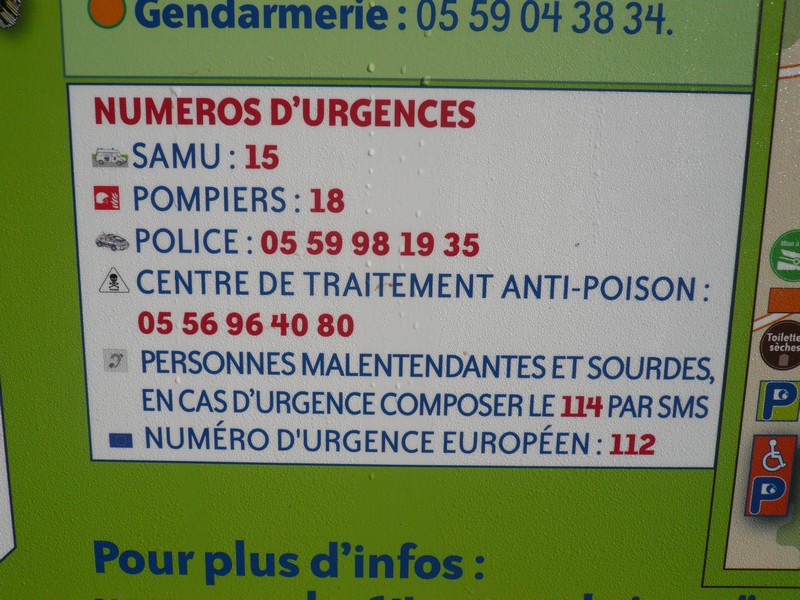 Gendarmerie : 05 59 04 38 34.
NUMEROS D'URGENCES
SAMU : 15
POMPIERS : 18
POLICE : 05 59 98 19 35
CENTRE DE TRAITEMENT ANTI-POISON :
05 56 96 40 80
PERSONNES MALENTENDANTES ET SOURDES,
EN CAS D'URGENCE COMPOSER LE 114 PAR SMS
NUMÉRO D'URGENCE EUROPÉEN : 112
Pour plus d'infos :
Toilette
sèches
P
P